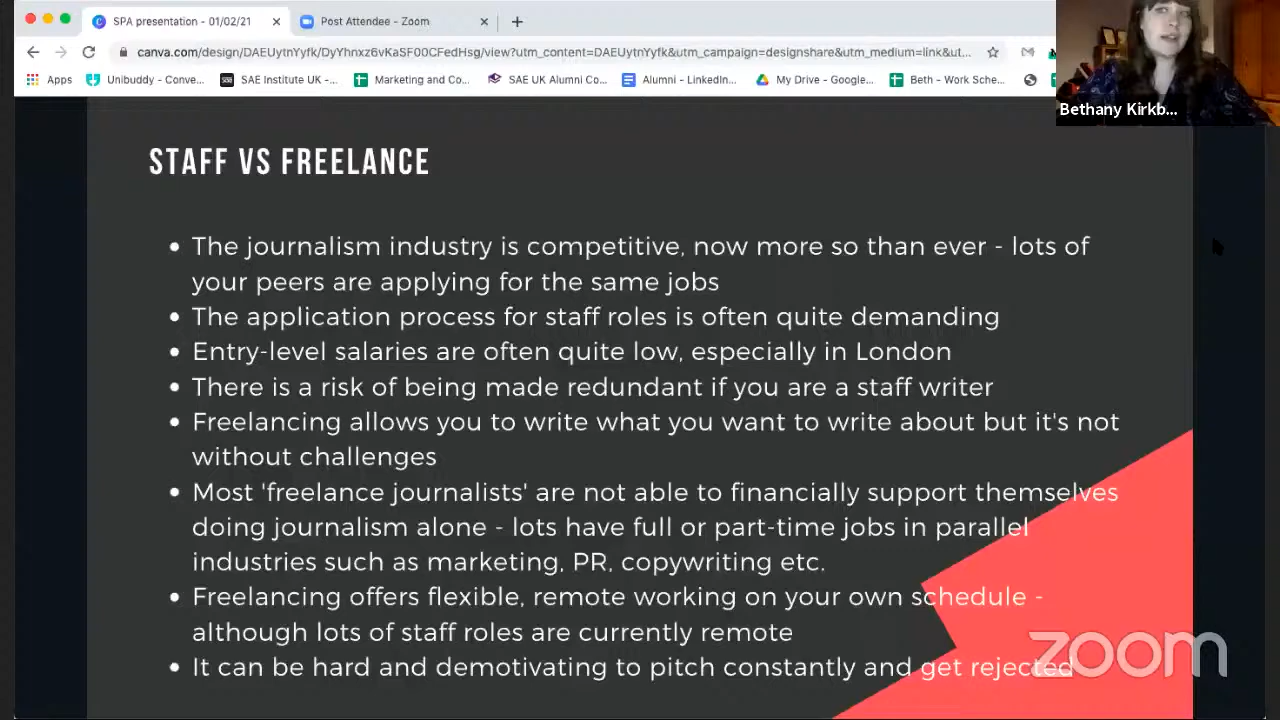 SPA presentation - 01/02/21
Post Attendee - Zoom
canva.com/design/DAEUytnYyfk/DyYhnxz6vKaSF00CFedHsg/view?utm_content=DAEUytnYyfk&utm_campaign=designshare&utm_medium=link&ut...
Apps
Unibuddy - Conve...
SAE Institute UK -...
Marketing and Co...
SAE UK Alumni Co...
Alumni - LinkedIn...
My Drive - Google...
Beth - Work Sche...
Bethany Kirkb...
STAFF VS FREELANCE
• The journalism industry is competitive, now more so than ever - lots of
your peers are applying for the same jobs
• The application process for staff roles is often quite demanding
• Entry-level salaries are often quite low, especially in London
• There is a risk of being made redundant if you are a staff writer
• Freelancing allows you to write what you want to write about but it's not
without challenges
• Most 'freelance journalists' are not able to financially support themselves
doing journalism alone - lots have full or part-time jobs in parallel
industries such as marketing, PR, copywriting etc.
• Freelancing offers flexible, remote working on your own schedule -
although lots of staff roles are currently remote
• It can be hard and demotivating to pitch constantly and get rejected
zoom